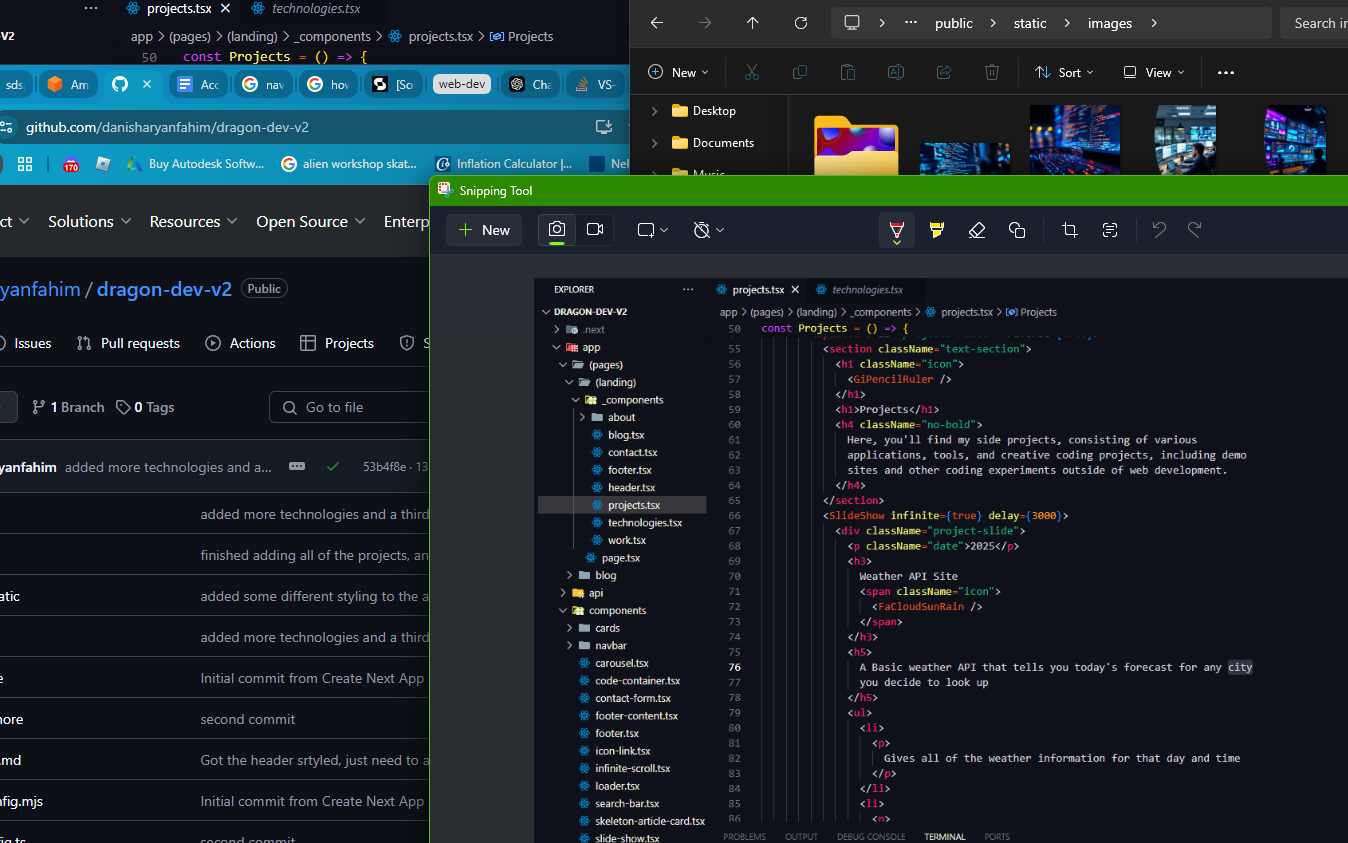 projects.tsx
technologies.tsx
-V2
app > (pages) > (landing) > _components > projects.tsx > Projects
50 const Projects = () => {
sds
Am
Acc
nav
hov
[So
web-dev
Cha
VS-
github.com/danisharyanfahim/dragon-dev-v2
170
Buy Autodesk Softw...
alien workshop skat...
Inflation Calculator |...
Nel
ct
Solutions
Resources
Open Source
Enterp
yanfahim / dragon-dev-v2
Public
Issues
Pull requests
Actions
Projects
S
1 Branch
0 Tags
Go to file
yanfahim added more technologies and a...
53b4f8e · 13
added more technologies and a third
finished adding all of the projects, an
atic
added some different styling to the a
added more technologies and a third
e
Initial commit from Create Next App
nore
second commit
.md
Got the header srtyled, just need to a
nfig.mjs
Initial commit from Create Next App
second commit
... > public > static > images >
Search in
New
Sort
View
Desktop
Documents
Music
Snipping Tool
New
EXPLORER
DRAGON-DEV-V2
.next
app
(pages)
(landing)
_components
about
blog.tsx
contact.tsx
footer.tsx
header.tsx
projects.tsx
technologies.tsx
work.tsx
page.tsx
blog
api
components
cards
navbar
carousel.tsx
code-container.tsx
contact-form.tsx
footer-content.tsx
footer.tsx
icon-link.tsx
infinite-scroll.tsx
loader.tsx
search-bar.tsx
skeleton-article-card.tsx
slide-show.tsx
projects.tsx
technologies.tsx
app > (pages) > (landing) > _components > projects.tsx > Projects
50 const Projects = () => {
55 <section className="text-section">
56 <h1 className="icon">
57 <GiPencilRuler />
58 </h1>
59 <h1>Projects</h1>
60 <h4 className="no-bold">
61 Here, you'll find my side projects, consisting of various
62 applications, tools, and creative coding projects, including demo
63 sites and other coding experiments outside of web development.
64 </h4>
65 </section>
66 <SlideShow infinite={true} delay={3000}>
67 <div className="project-slide">
68 <p className="date">2025</p>
69 <h3>
70 Weather API Site
71 <span className="icon">
72 <FaCloudSunRain />
73 </span>
74 </h3>
75 <h5>
76 A Basic weather API that tells you today's forecast for any city
77 you decide to look up
78 </h5>
79 <ul>
80 <li>
81 <p>
82 Gives all of the weather information for that day and time
83 </p>
84 </li>
85 <li>
86 <p>
PROBLEMS
OUTPUT
DEBUG CONSOLE
TERMINAL
PORTS